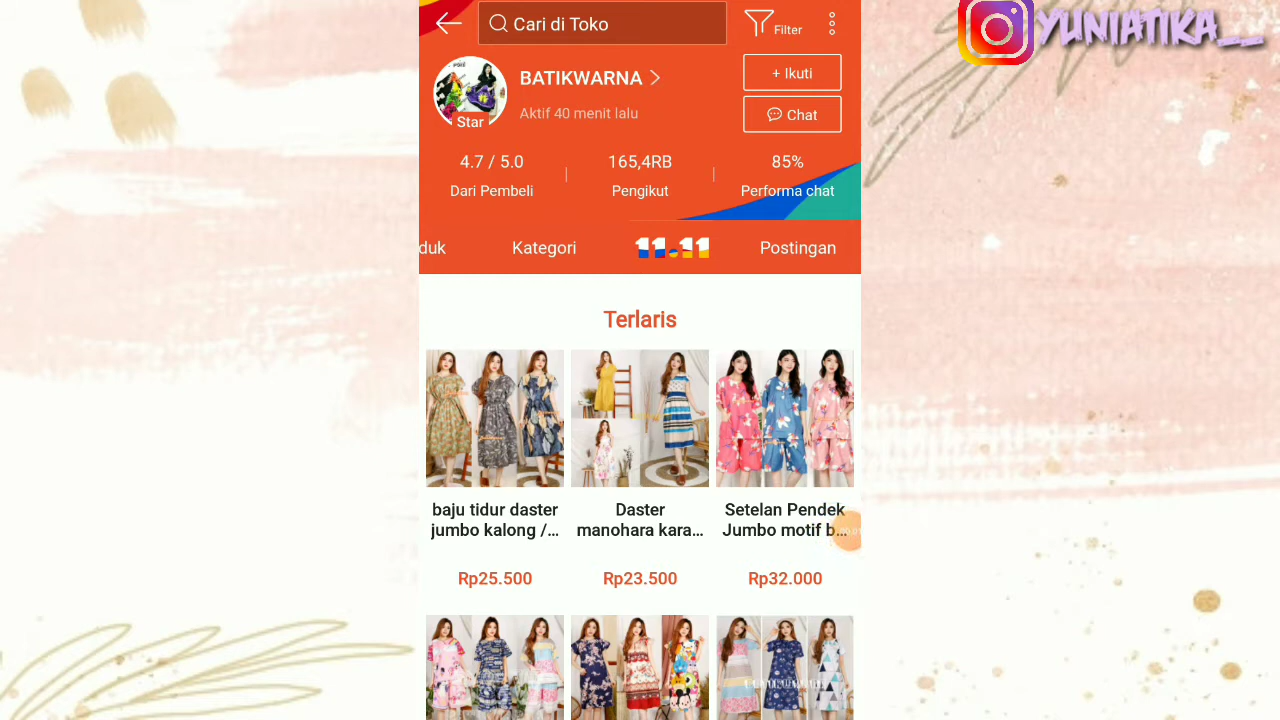 Cari di Toko
Filter
YUNIATIKA__
BATIKWARNA
+ Ikuti
Aktif 40 menit lalu
Chat
Star
4.7 / 5.0
165,4RB
85%
Dari Pembeli
Pengikut
Performa chat
duk
Kategori
11.11
Postingan
Terlaris
baju tidur daster
jumbo kalong /...
Daster
manohara kara...
Setelan Pendek
Jumbo motif b...
Rp25.500
Rp23.500
Rp32.000